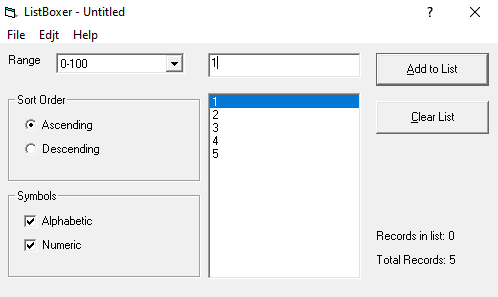 ListBoxer - Untitled
File Edjt Help
Range 0-100 1 Add to List
Sort Order
Ascending
Descending
Symbols
Alphabetic
Numeric
1
2
3
4
5
Clear List
Records in list: 0
Total Records: 5